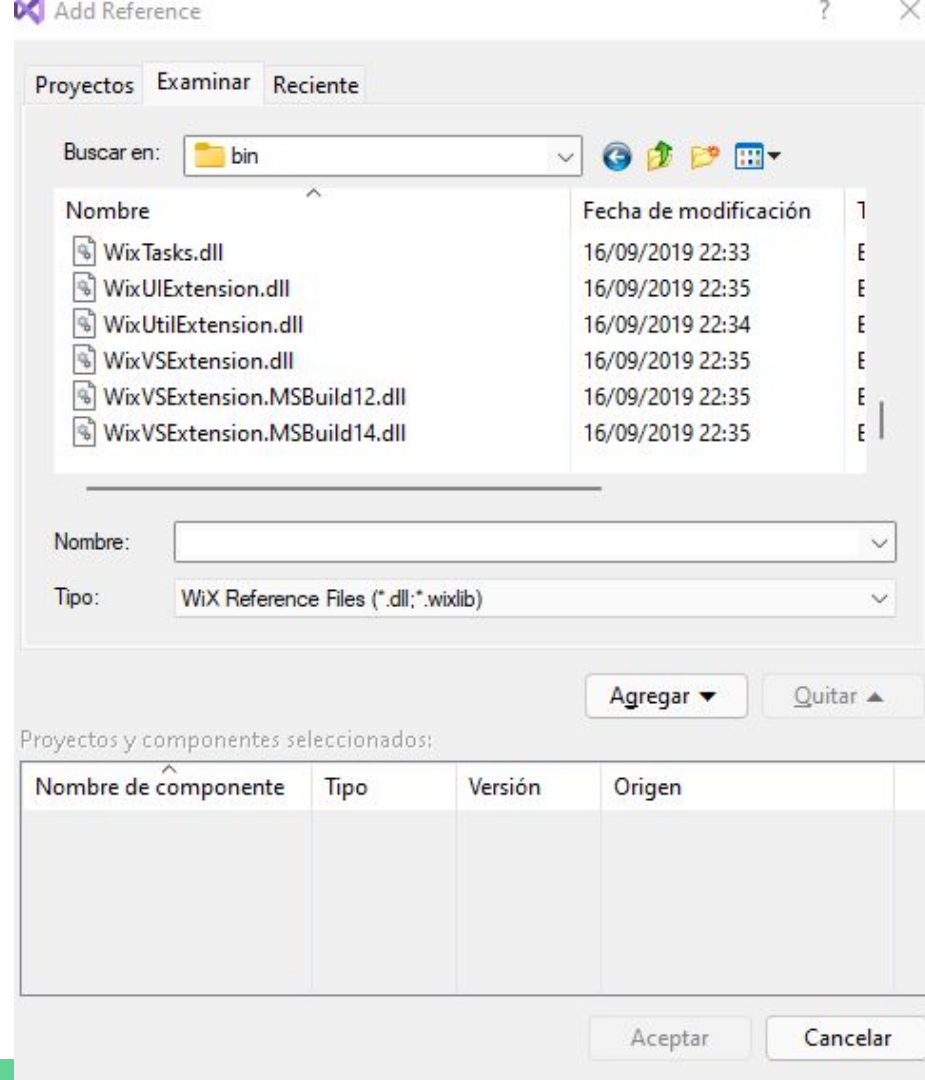 Add Reference ? ×
Proyectos Examinar Reciente
Buscar en: bin
Nombre Fecha de modificación T
WixTasks.dll 16/09/2019 22:33 E
WixUIExtension.dll 16/09/2019 22:35 E
WixUtilExtension.dll 16/09/2019 22:34 E
WixVSExtension.dll 16/09/2019 22:35 E
WixVSExtension.MSBuild12.dll 16/09/2019 22:35 E
WixVSExtension.MSBuild14.dll 16/09/2019 22:35 E
Nombre:
Tipo: WiX Reference Files (*.dll;*.wixlib)
Agregar Quitar
Proyectos y componentes seleccionados:
Nombre de componente Tipo Versión Origen
Aceptar Cancelar